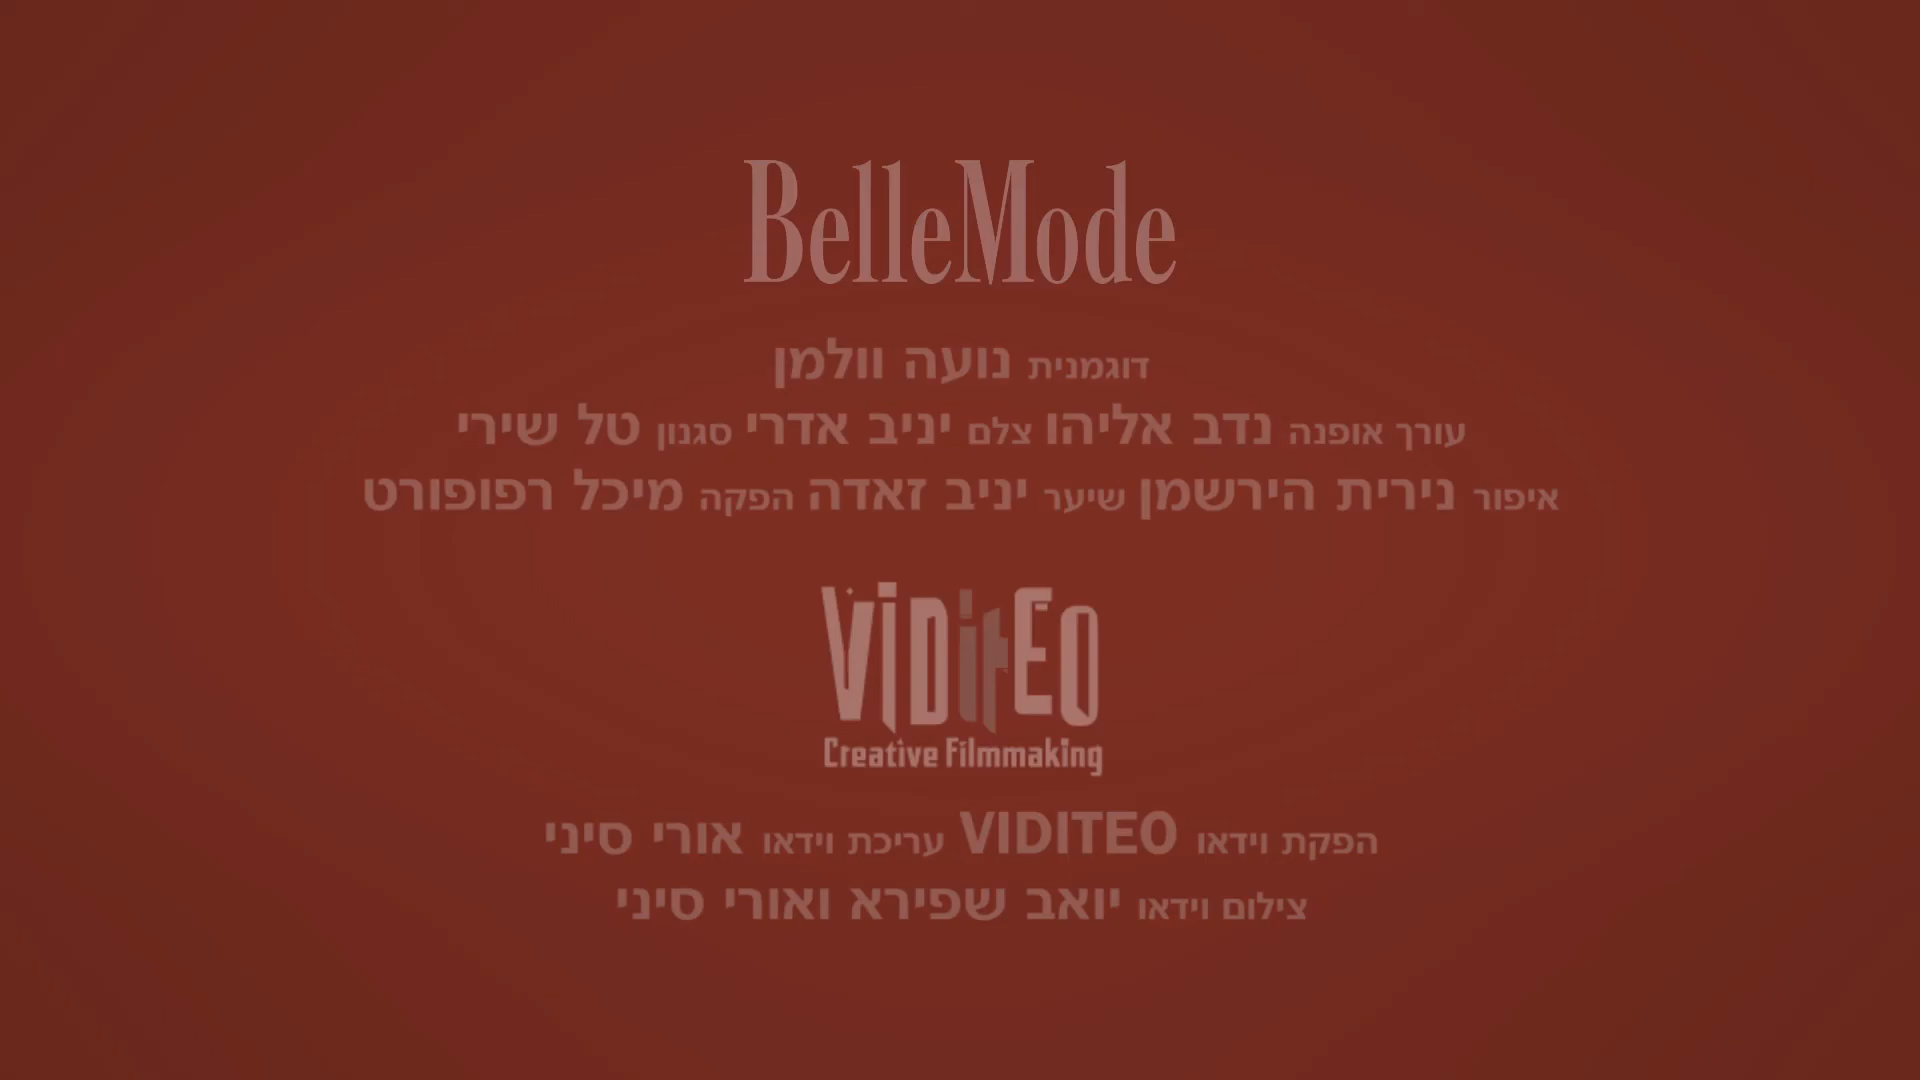 BelleMode
דוגמנית נועה וולמן
עורך אופנה נדב אליהו צלם יניב אדרי סגנון טל שירי
איפור נירית הירשמן שיער יניב זאדה הפקה מיכל רפופורט
ViDitEO
Creative Filmmaking
הפקת וידאו VIDITEO עריכת וידאו אורי סיני
צילום וידאו יואב שפירא ואורי סיני